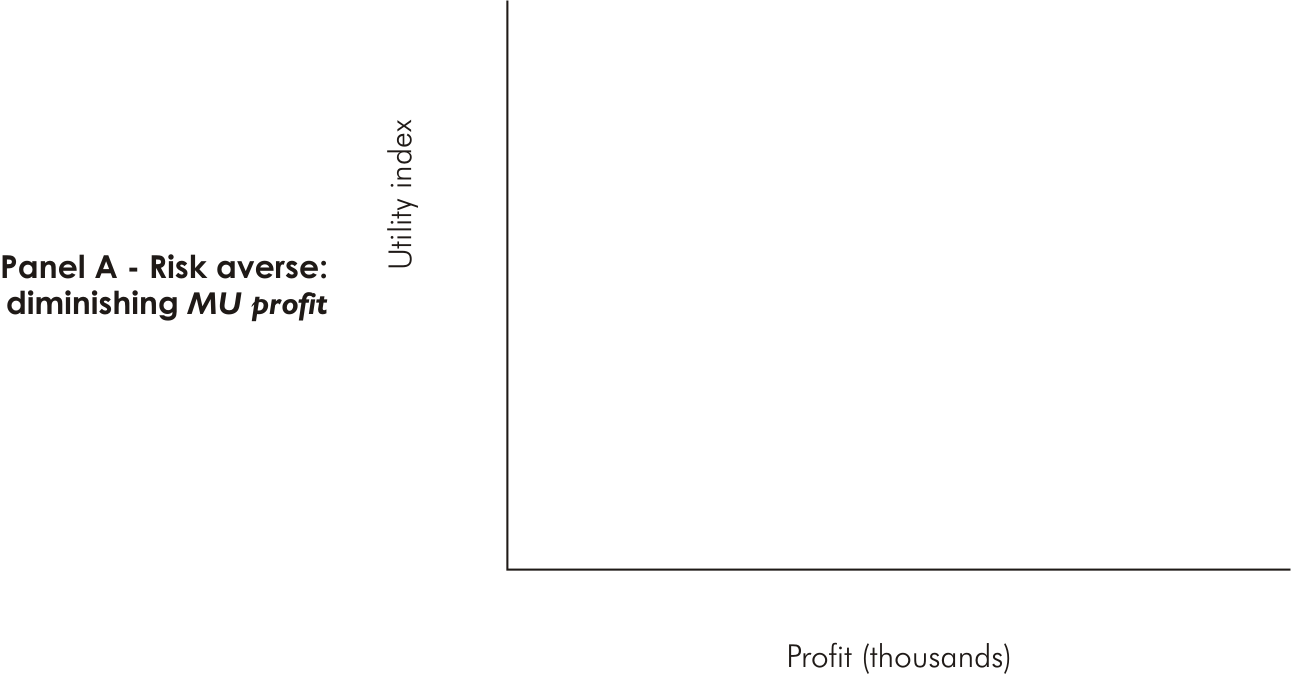 Panel A - Risk averse:
diminishing MU profit
Utility index
Profit (thousands)